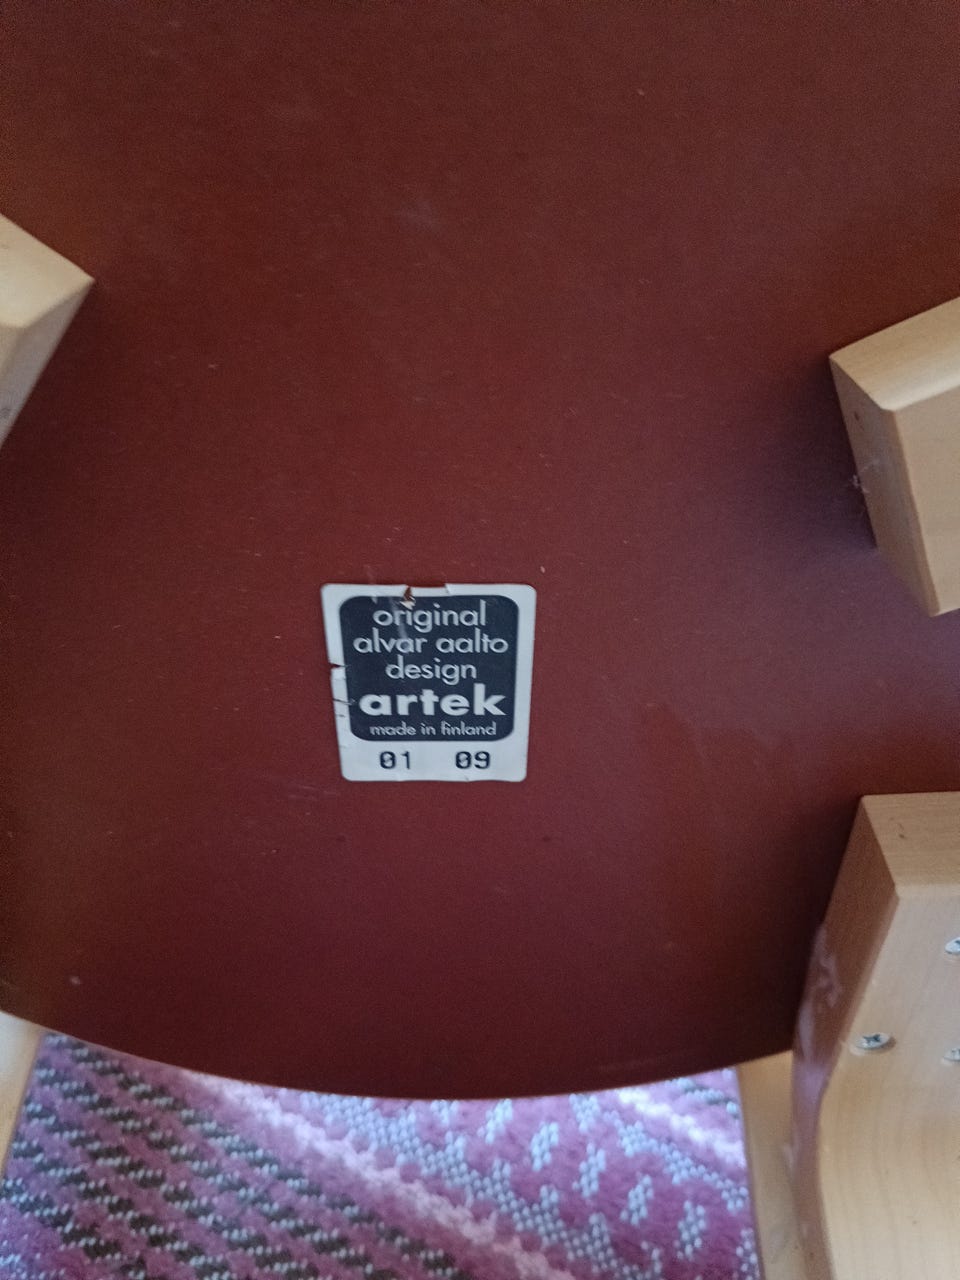 original
alvar aalto
design
artek
made in finland
01 09